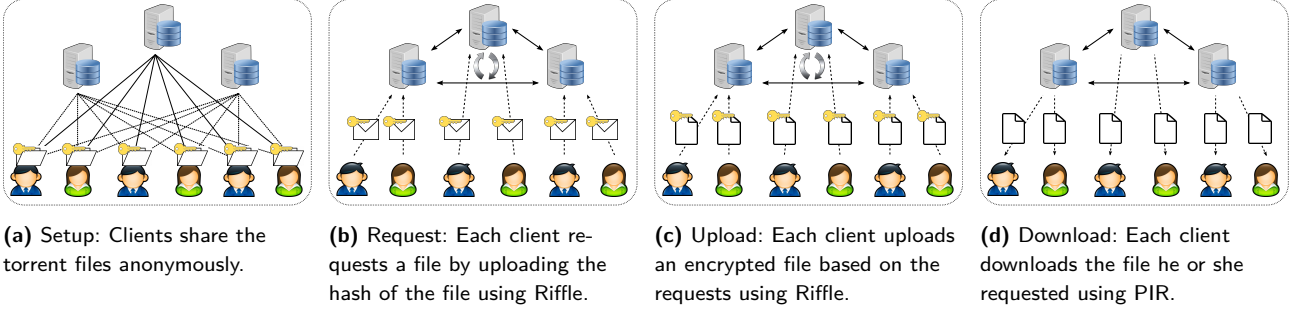 (a) Setup: Clients share the
torrent files anonymously.
(b) Request: Each client re-
quests a file by uploading the
hash of the file using Riffle.
(c) Upload: Each client uploads
an encrypted file based on the
requests using Riffle.
(d) Download: Each client
downloads the file he or she
requested using PIR.